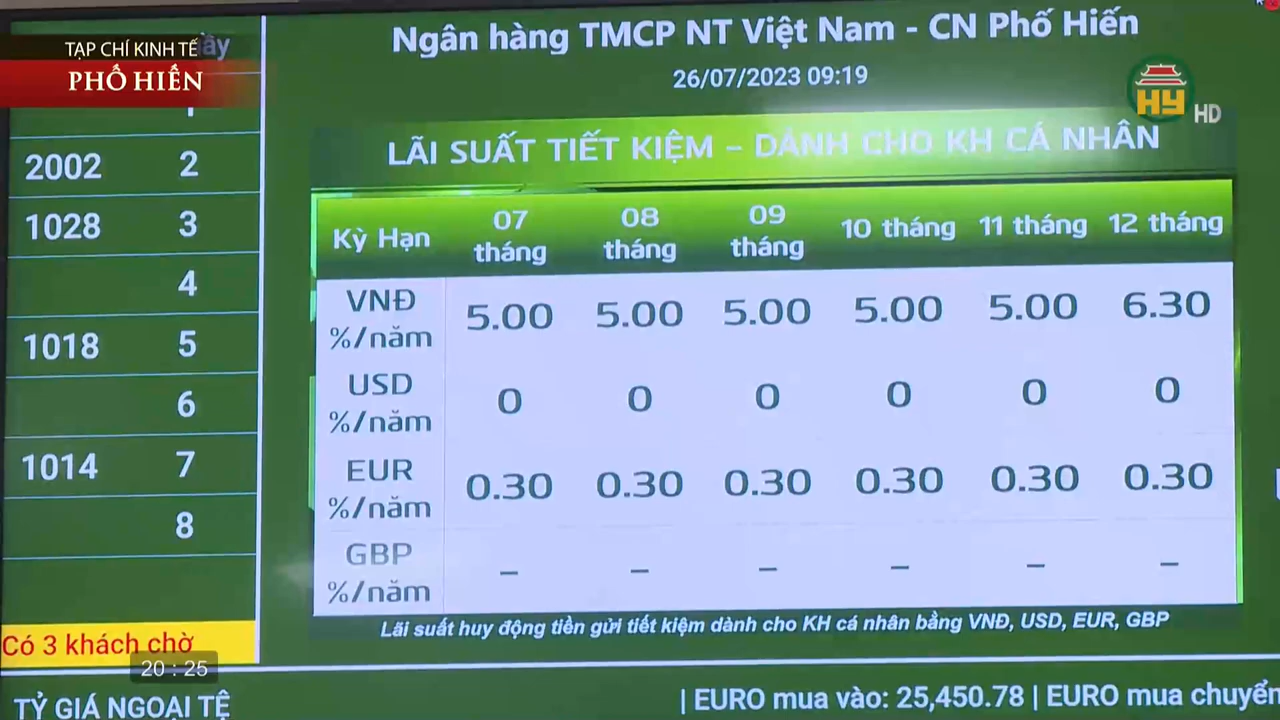 TẠP CHÍ KINH TẾ
PHỐ HIẾN
Ngân hàng TMCP NT Việt Nam - CN Phố Hiến
26/07/2023 09:19
HY HD
LÃI SUẤT TIẾT KIỆM – DÀNH CHO KH CÁ NHÂN
2002 2
1028 3
4
1018 5
6
1014 7
8
Có 3 khách chờ
20 : 25
Kỳ Hạn 07 tháng 08 tháng 09 tháng 10 tháng 11 tháng 12 tháng
VNĐ %/năm 5.00 5.00 5.00 5.00 5.00 6.30
USD %/năm 0 0 0 0 0 0
EUR %/năm 0.30 0.30 0.30 0.30 0.30 0.30
GBP %/năm – – – – – –
Lãi suất huy động tiền gửi tiết kiệm dành cho KH cá nhân bằng VNĐ, USD, EUR, GBP
TỶ GIÁ NGOẠI TỆ
| EURO mua vào: 25,450.78 | EURO mua chuyển